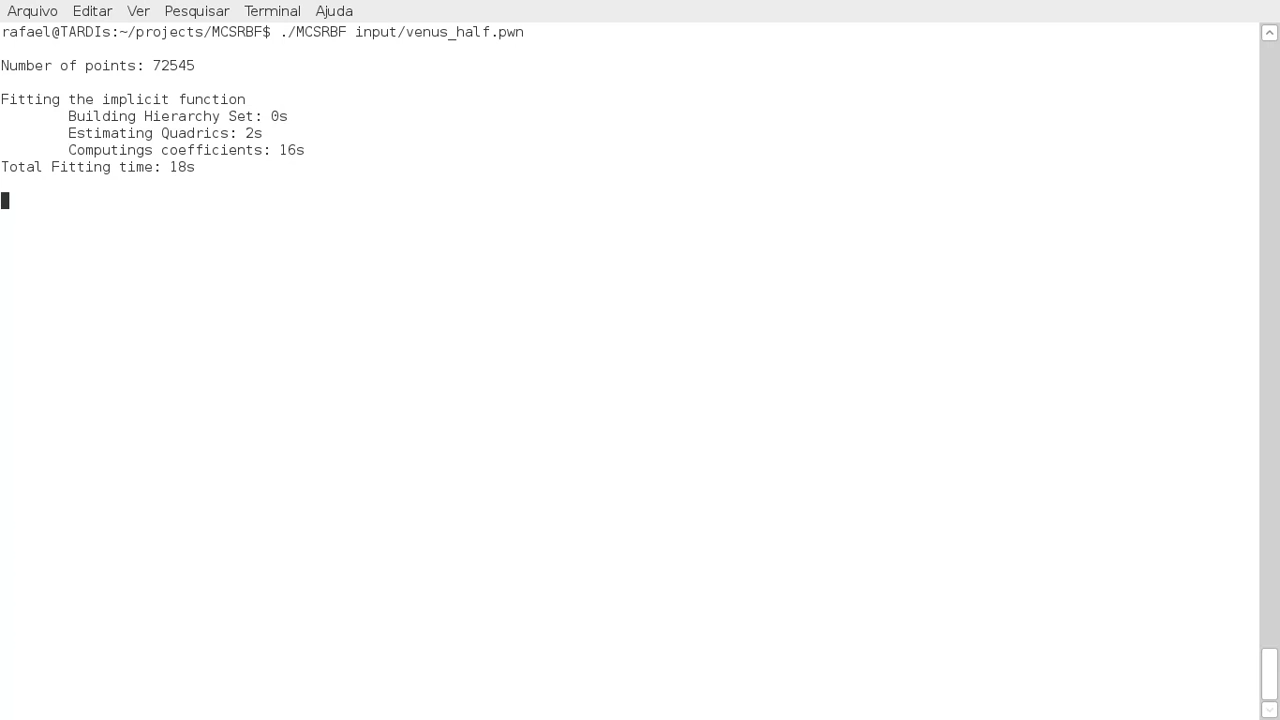 Arquivo Editar Ver Pesquisar Terminal Ajuda
rafael@TARDIs:~/projects/MCSRBF$ ./MCSRBF input/venus_half.pwn
Number of points: 72545
Fitting the implicit function
Building Hierarchy Set: 0s
Estimating Quadrics: 2s
Computings coefficients: 16s
Total Fitting time: 18s